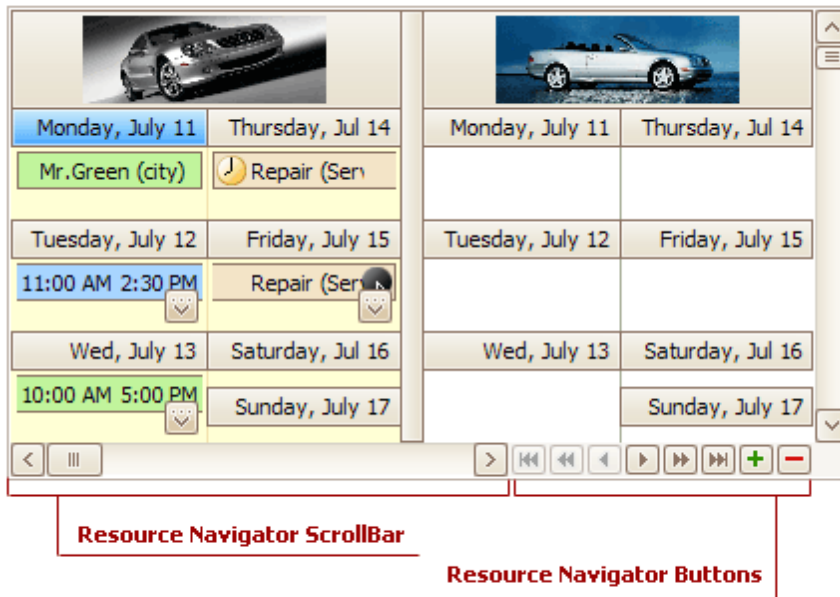 Monday, July 11 Thursday, Jul 14 Monday, July 11 Thursday, Jul 14
Mr.Green (city) Repair (Serv
Tuesday, July 12 Friday, July 15 Tuesday, July 12 Friday, July 15
11:00 AM 2:30 PM Repair (Serv
Wed, July 13 Saturday, Jul 16 Wed, July 13 Saturday, Jul 16
10:00 AM 5:00 PM Sunday, July 17 Sunday, July 17
Resource Navigator ScrollBar
Resource Navigator Buttons